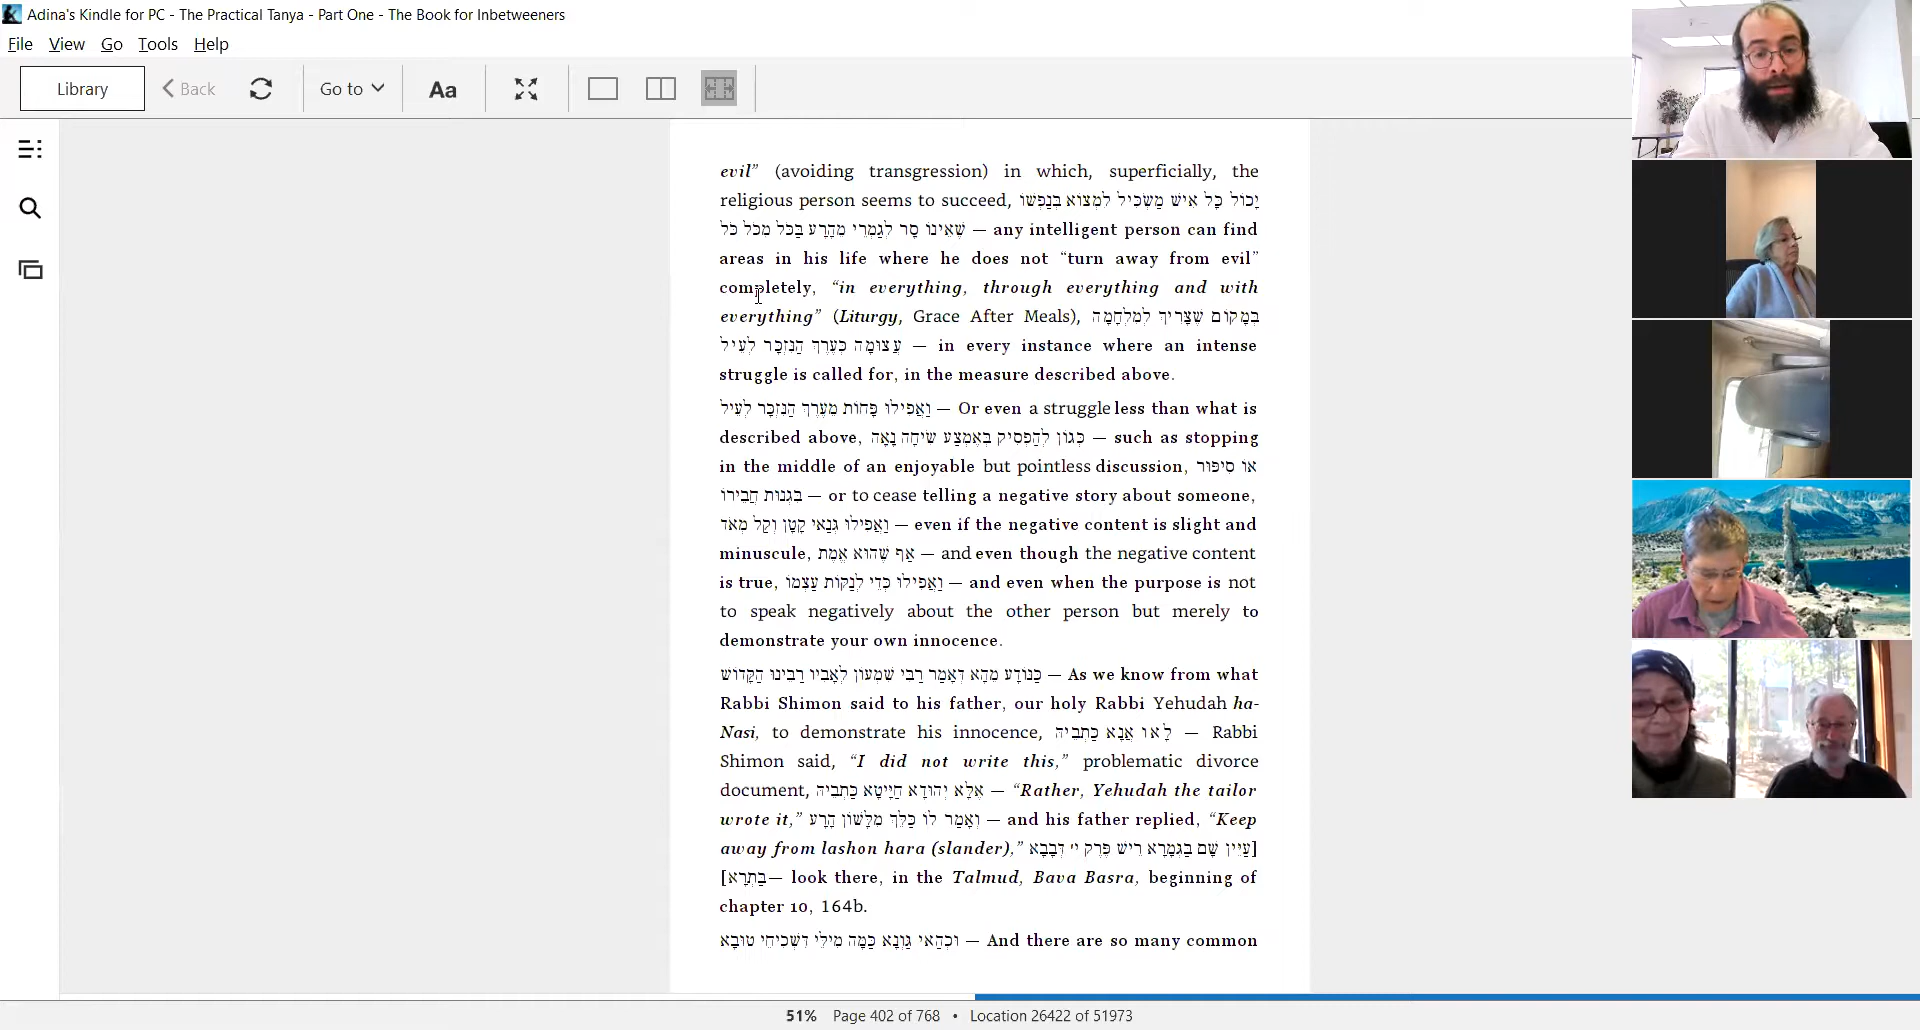 Adina's Kindle for PC - The Practical Tanya - Part One - The Book for Inbetweeners
File View Go Tools Help
Library Back Go to Aa
evil” (avoiding transgression) in which, superficially, the
religious person seems to succeed, יָכוֹל כָּל אִישׁ מַשְׂכִּיל לִמְצוֹא בְּנַפְשׁוֹ
שֶׁאֵינוֹ סָר לְגַמְרֵי מֵהָרָע בַּכֹּל מִכֹּל כֹּל — any intelligent person can find
areas in his life where he does not “turn away from evil”
completely, “in everything, through everything and with
everything” (Liturgy, Grace After Meals), בִּמְקוֹם שֶׁצָּרִיךְ לְמִלְחָמָה
עֲצוּמָה כְּעֵרֶךְ הַנִּזְכָּר לְעֵיל — in every instance where an intense
struggle is called for, in the measure described above.
וַאֲפִילוּ פָּחוֹת מֵעֵרֶךְ הַנִּזְכָּר לְעֵיל — Or even a struggle less than what is
described above, כְּגוֹן לְהַפְסִיק בְּאֶמְצַע שִׂיחָה נָאָה — such as stopping
in the middle of an enjoyable but pointless discussion, אוֹ סִיפּוּר
בִּגְנוּת חֲבֵירוֹ — or to cease telling a negative story about someone,
וַאֲפִילוּ גְּנַאי קָטָן וְקַל מְאֹד — even if the negative content is slight and
minuscule, אַף שֶׁהוּא אֱמֶת — and even though the negative content
is true, וַאֲפִילוּ כְּדֵי לְנַקּוֹת עַצְמוֹ — and even when the purpose is not
to speak negatively about the other person but merely to
demonstrate your own innocence.
כַּנּוֹדָע מֵהָא דְּאָמַר רַבִּי שִׁמְעוֹן לְאָבִיו רַבֵּינוּ הַקָּדוֹשׁ — As we know from what
Rabbi Shimon said to his father, our holy Rabbi Yehudah ha-
Nasi, to demonstrate his innocence, לָאו אֲנָא כְּתַבֵיהּ — Rabbi
Shimon said, “I did not write this,” problematic divorce
document, אֶלָּא יְהוּדָא חַיָּיטָא כְּתַבֵיהּ — “Rather, Yehudah the tailor
wrote it,” וְאָמַר לוֹ כַּלֵּךְ מִלָּשׁוֹן הָרָע — and his father replied, “Keep
away from lashon hara (slander),” [עַיֵּין שָׁם בַּגְּמָרָא רֵישׁ פֶּרֶק י׳ דְּבָבָא
בַּתְרָא] — look there, in the Talmud, Bava Basra, beginning of
chapter 10, 164b.
וּכְהַאי גַּוְונָא כַּמָּה מִילֵּי דִּשְׁכִיחֵי טוּבָא — And there are so many common
51% Page 402 of 768 • Location 26422 of 51973